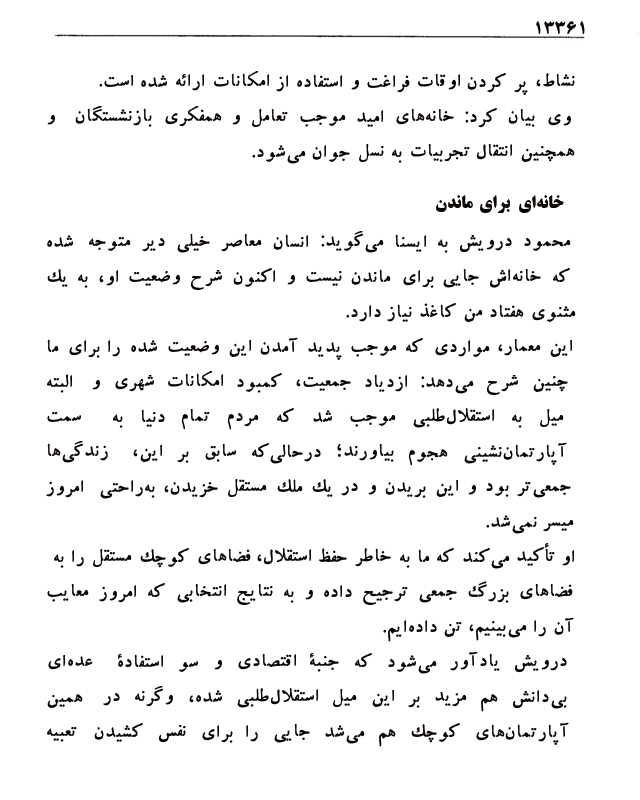 ۱۳۳۶۱
نشاط، پر کردن اوقات فراغت و استفاده از امکانات ارائه شده است.
وی بیان کرد: خانه‌های امید موجب تعامل و همفکری بازنشستگان و
همچنین انتقال تجربیات به نسل جوان می‌شود.
خانه‌ای برای ماندن
محمود درویش به ایسنا می‌گوید: انسان معاصر خیلی دیر متوجه شده
که خانه‌اش جایی برای ماندن نیست و اکنون شرح وضعیت او، به یك
مثنوی هفتاد من کاغذ نیاز دارد.
این معمار، مواردی که موجب پدید آمدن این وضعیت شده را برای ما
چنین شرح می‌دهد: ازدیاد جمعیت، کمبود امکانات شهری و البته
میل به استقلال‌طلبی موجب شد که مردم تمام دنیا به سمت
آپارتمان‌نشینی هجوم بیاورند؛ درحالی‌که سابق بر این، زندگی‌ها
جمعی‌تر بود و این بریدن و در یك ملك مستقل خزیدن، به‌راحتی امروز
میسر نمی‌شد.
او تأکید می‌کند که ما به خاطر حفظ استقلال، فضاهای کوچك مستقل را به
فضاهای بزرگ جمعی ترجیح داده و به نتایج انتخابی که امروز معایب
آن را می‌بینیم، تن داده‌ایم.
درویش یادآور می‌شود که جنبۀ اقتصادی و سو استفادۀ عده‌ای
بی‌دانش هم مزید بر این میل استقلال‌طلبی شده، وگرنه در همین
آپارتمان‌های کوچك هم می‌شد جایی را برای نفس کشیدن تعبیه